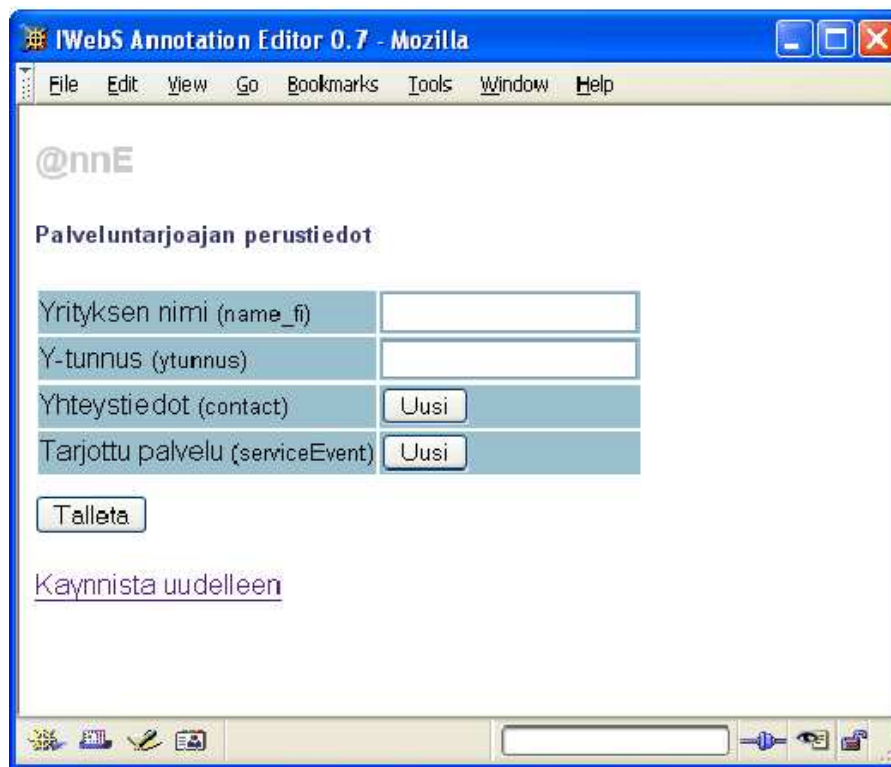 IWebS Annotation Editor 0.7 - Mozilla
File Edit View Go Bookmarks Tools Window Help
@nnE
Palveluntarjoajan perustiedot
Yrityksen nimi (name_fi)
Y-tunnus (ytunnus)
Yhteystiedot (contact) Uusi
Tarjottu palvelu (serviceEvent) Uusi
Talleta
Kaynnista uudelleen